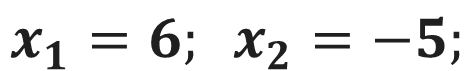 x₁ = 6; x₂ = −5;